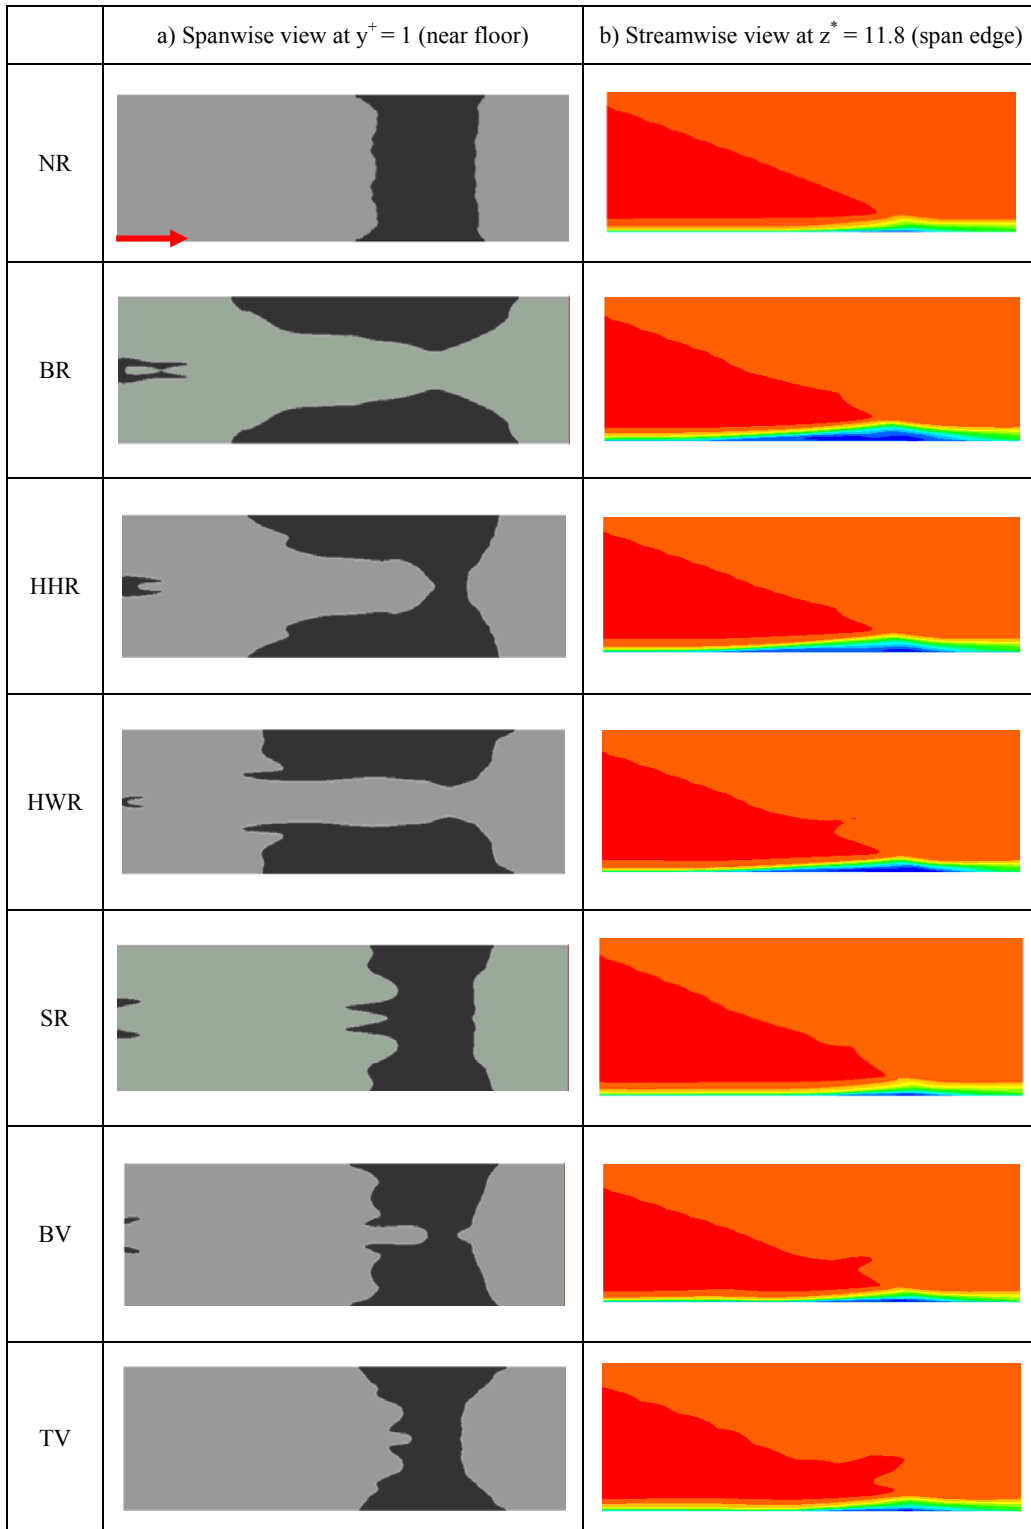 a) Spanwise view at y⁺ = 1 (near floor)
b) Streamwise view at z* = 11.8 (span edge)
NR
BR
HHR
HWR
SR
BV
TV